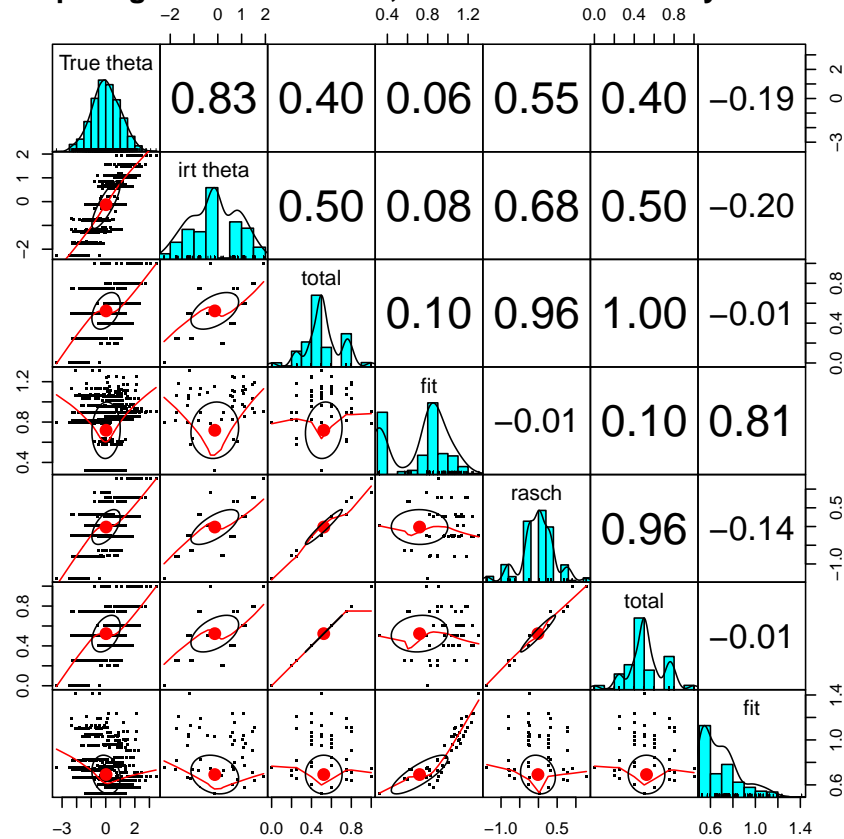 −2 0 1 2 0.4 0.8 1.2 0.0 0.4 0.8
True theta 0.83 0.40 0.06 0.55 0.40 −0.19 −3 0 2
−2 0 1 2 irt theta 0.50 0.08 0.68 0.50 −0.20
total 0.10 0.96 1.00 −0.01 0.0 0.4 0.8
0.4 0.8 1.2 fit −0.01 0.10 0.81
rasch 0.96 −0.14 −1.0 0.5
0.0 0.4 0.8 total −0.01
fit 0.6 1.0 1.4
−3 0 2 0.0 0.4 0.8 −1.0 0.5 0.6 1.0 1.4